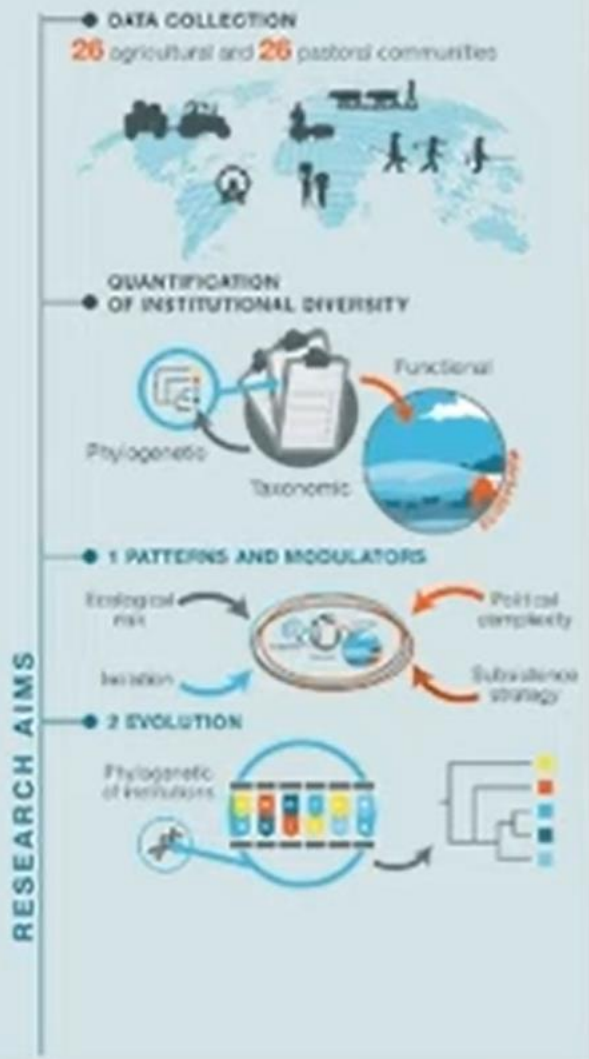 DATA COLLECTION
26 agricultural and 26 pastoral communities
QUANTIFICATION
OF INSTITUTIONAL DIVERSITY
Functional
Phylogenetic
Taxonomic
1 PATTERNS AND MODULATORS
Ecological
risk
Political
complexity
Isolation
Subsistence
strategy
RESEARCH AIMS
2 EVOLUTION
Phylogenetic
of institutions